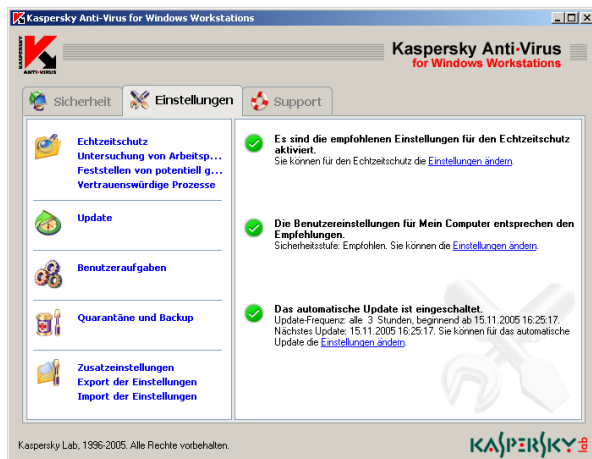 Kaspersky Anti-Virus for Windows Workstations
KASPERSKY
ANTI-VIRUS
Kaspersky Anti-Virus
for Windows Workstations
Sicherheit
Einstellungen
Support
Echtzeitschutz
Untersuchung von Arbeitsp...
Feststellen von potentiell g...
Vertrauenswürdige Prozesse
Update
Benutzeraufgaben
Quarantäne und Backup
Zusatzeinstellungen
Export der Einstellungen
Import der Einstellungen
Es sind die empfohlenen Einstellungen für den Echtzeitschutz
aktiviert.
Sie können für den Echtzeitschutz die Einstellungen ändern.
Die Benutzereinstellungen für Mein Computer entsprechen den
Empfehlungen.
Sicherheitsstufe: Empfohlen. Sie können die Einstellungen ändern.
Das automatische Update ist eingeschaltet.
Update-Frequenz: alle 3 Stunden, beginnend ab 15.11.2005 16:25:17.
Nächstes Update: 15.11.2005 16:25:17. Sie können für das automatische
Update die Einstellungen ändern.
Kaspersky Lab, 1996-2005. Alle Rechte vorbehalten.
KASPERSKY lab